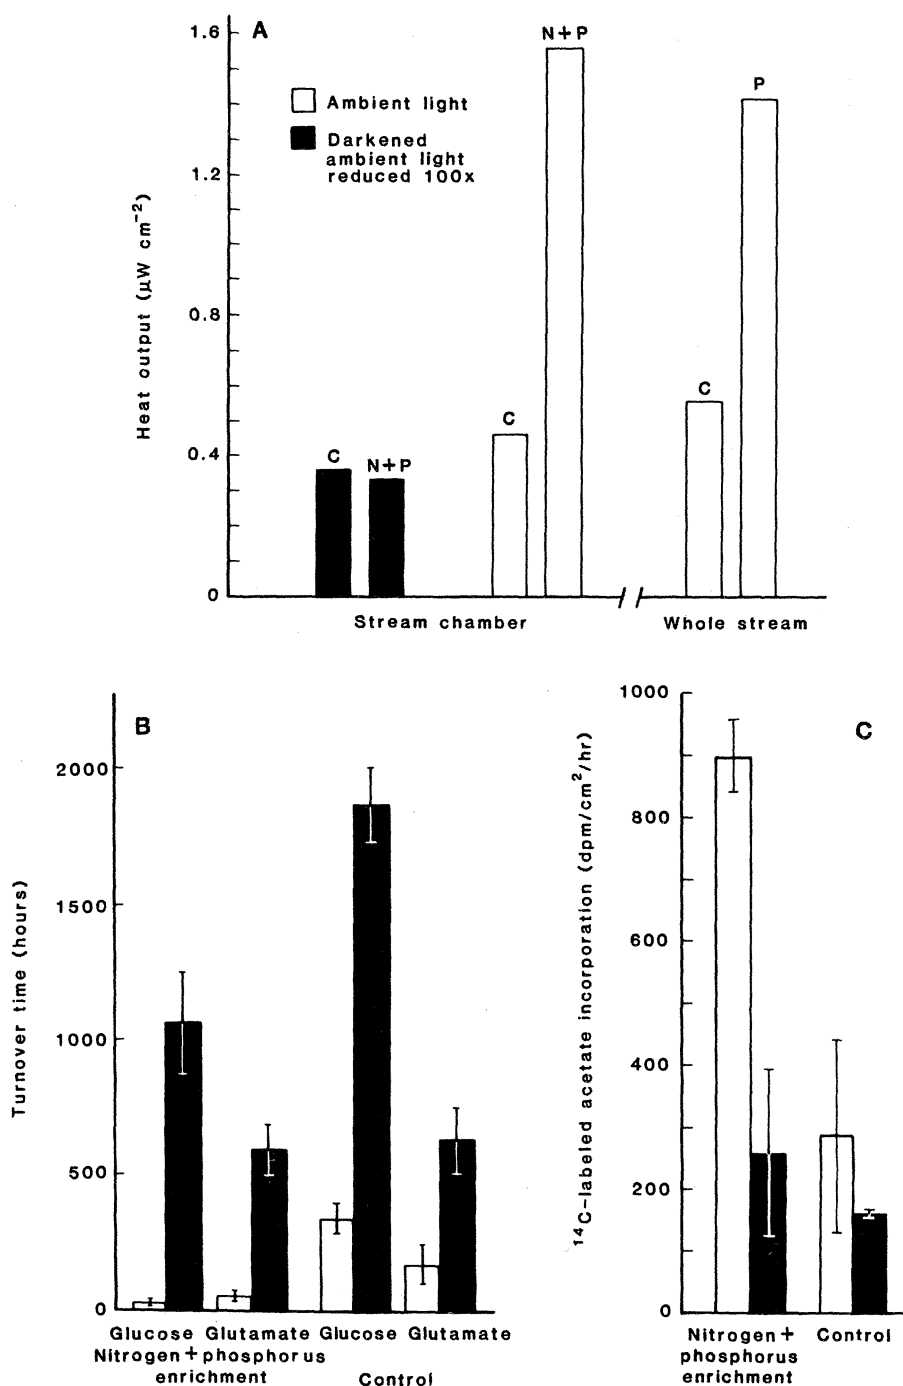 A
1.6
1.2
0.8
0.4
0
Heat output (μW cm⁻²)
Ambient light
Darkened
ambient light
reduced 100x
C
N+P
C
N+P
C
P
Stream chamber
Whole stream
B
2000
1500
1000
500
0
Turnover time (hours)
Glucose Glutamate Glucose Glutamate
Nitrogen + phosphorus
enrichment
Control
C
1000
800
600
400
200
0
¹⁴C-labeled acetate incorporation (dpm/cm²/hr)
Nitrogen +
phosphorus
enrichment
Control